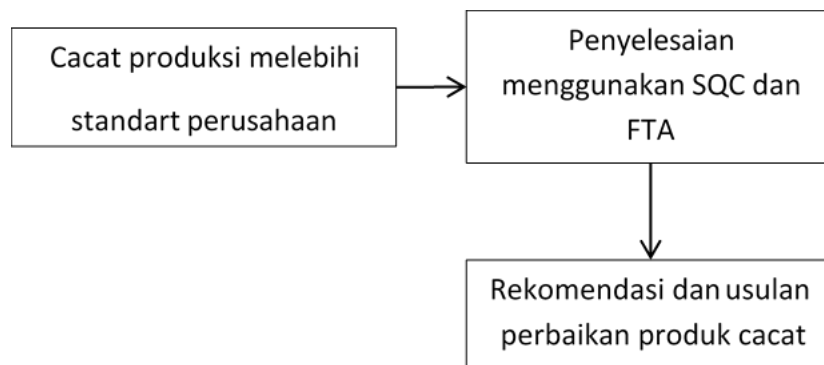 Cacat produksi melebihi
standart perusahaan
Penyelesaian
menggunakan SQC dan
FTA
Rekomendasi dan usulan
perbaikan produk cacat